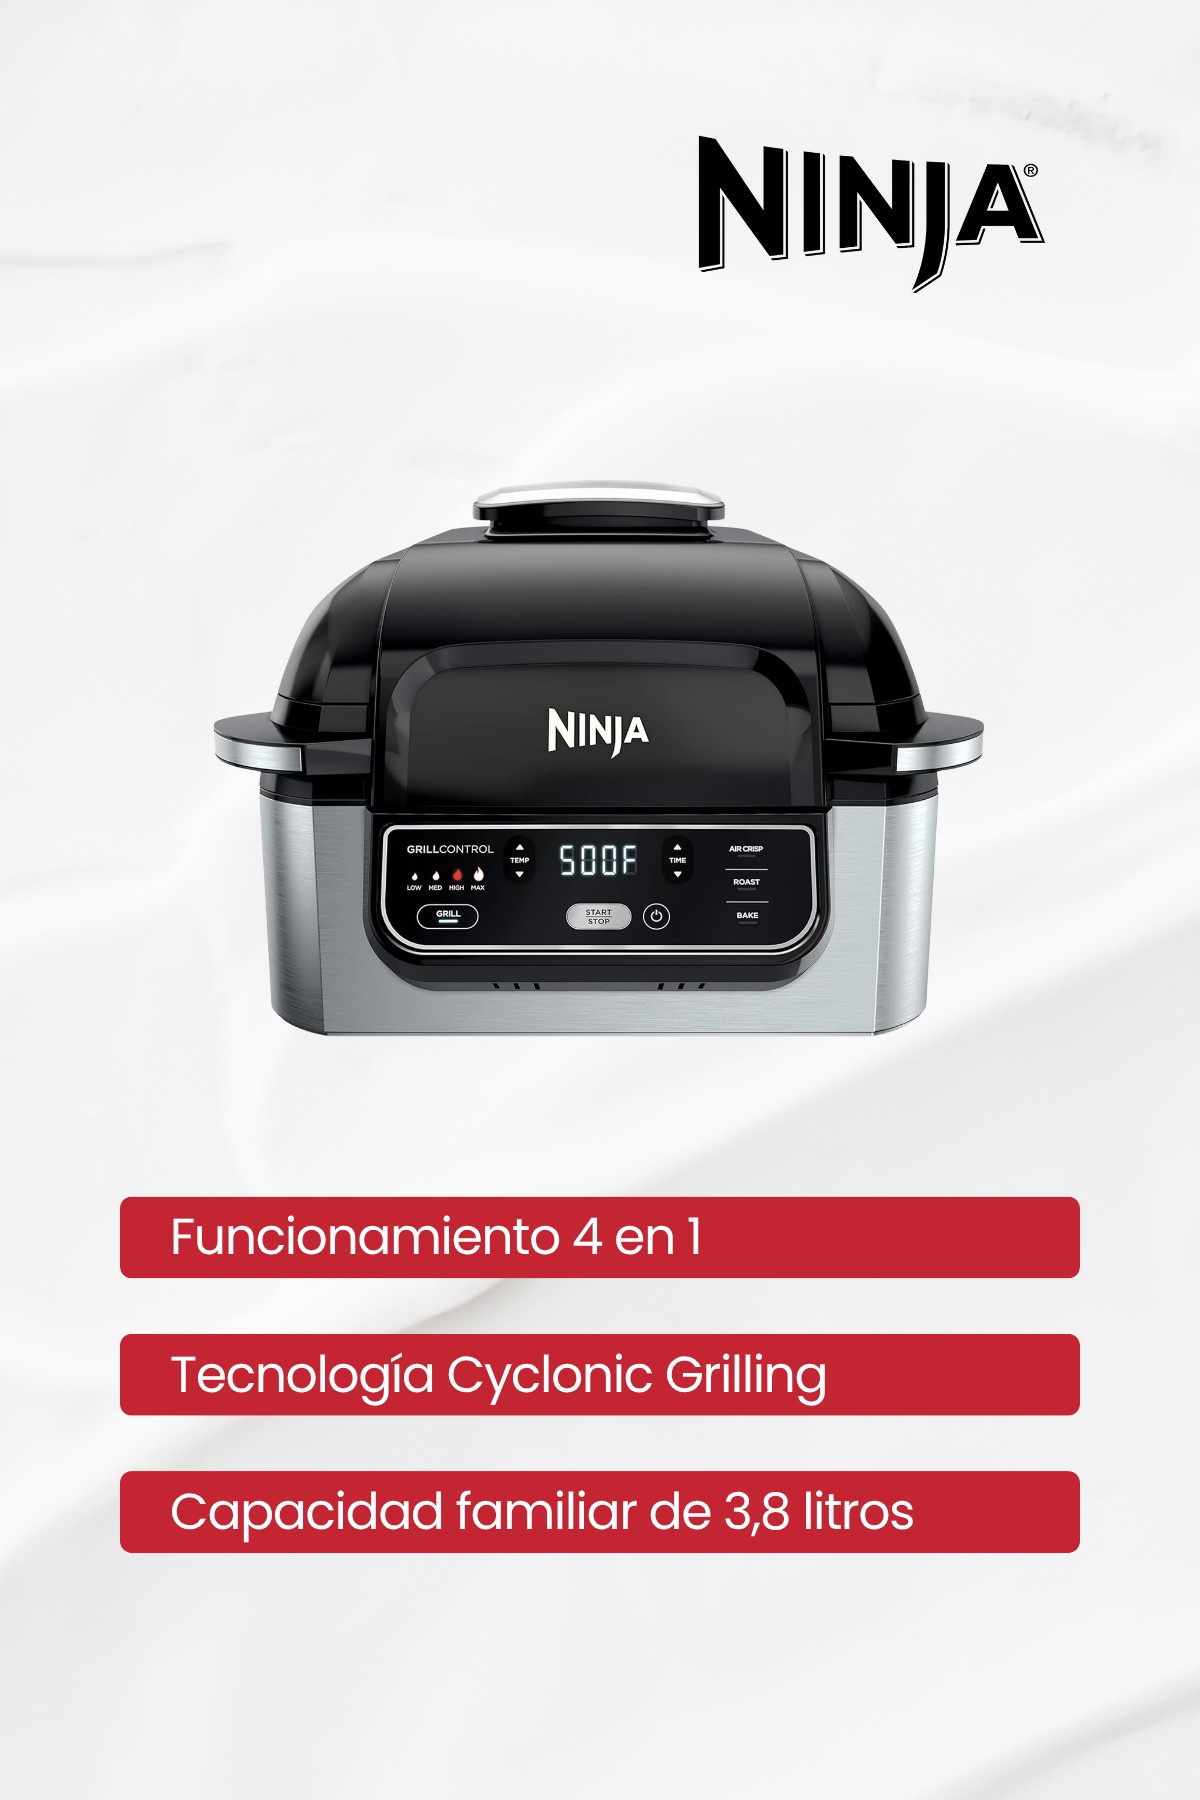 NINJA®
NINJA
GRILLCONTROL
LOW MED HIGH MAX
GRILL
TEMP
500F
TIME
START
STOP
AIR CRISP
ROAST
BAKE
Funcionamiento 4 en 1
Tecnología Cyclonic Grilling
Capacidad familiar de 3,8 litros